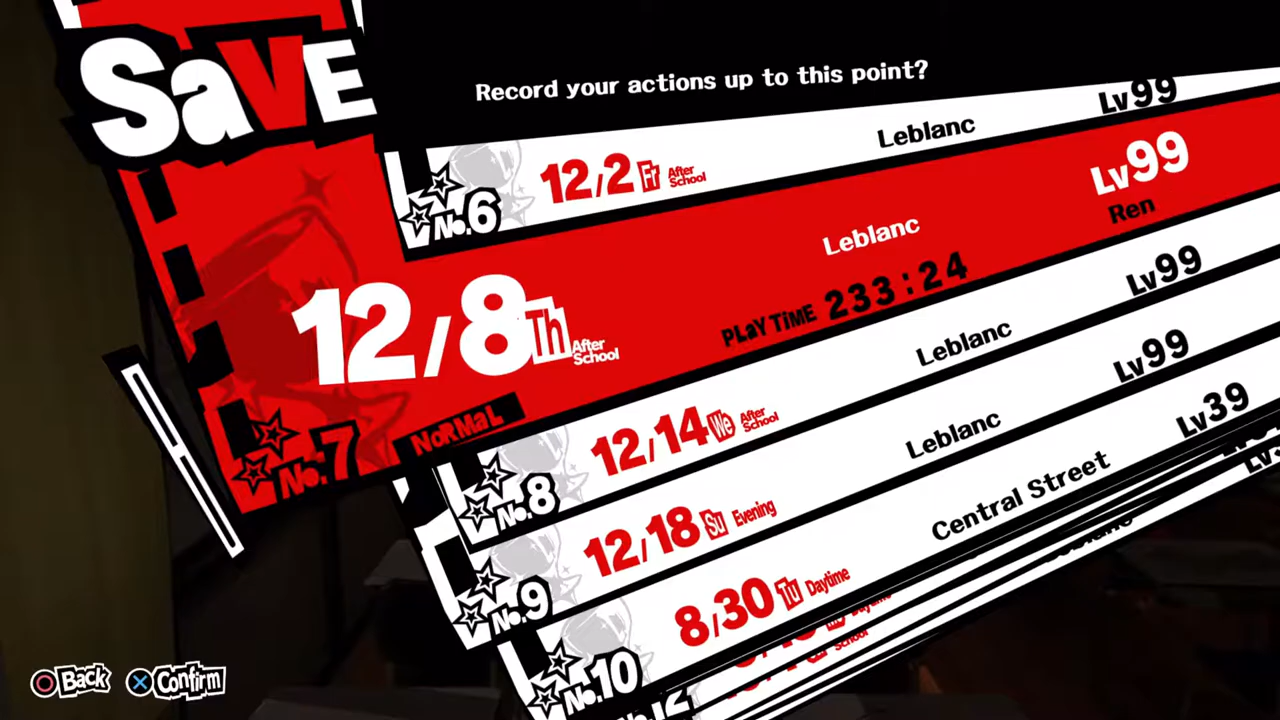 SaVE
Record your actions up to this point?
No.6 12/2 Fr After School Leblanc Lv99
No.7 12/8 Th After School Leblanc Lv99
PLaY TiME 233:24 Ren
NoRMaL
No.8 12/14 We After School Leblanc Lv99
No.9 12/18 Su Evening Leblanc Lv99
No.10 8/30 Tu Daytime Central Street Lv39
No.12
Back Confirm